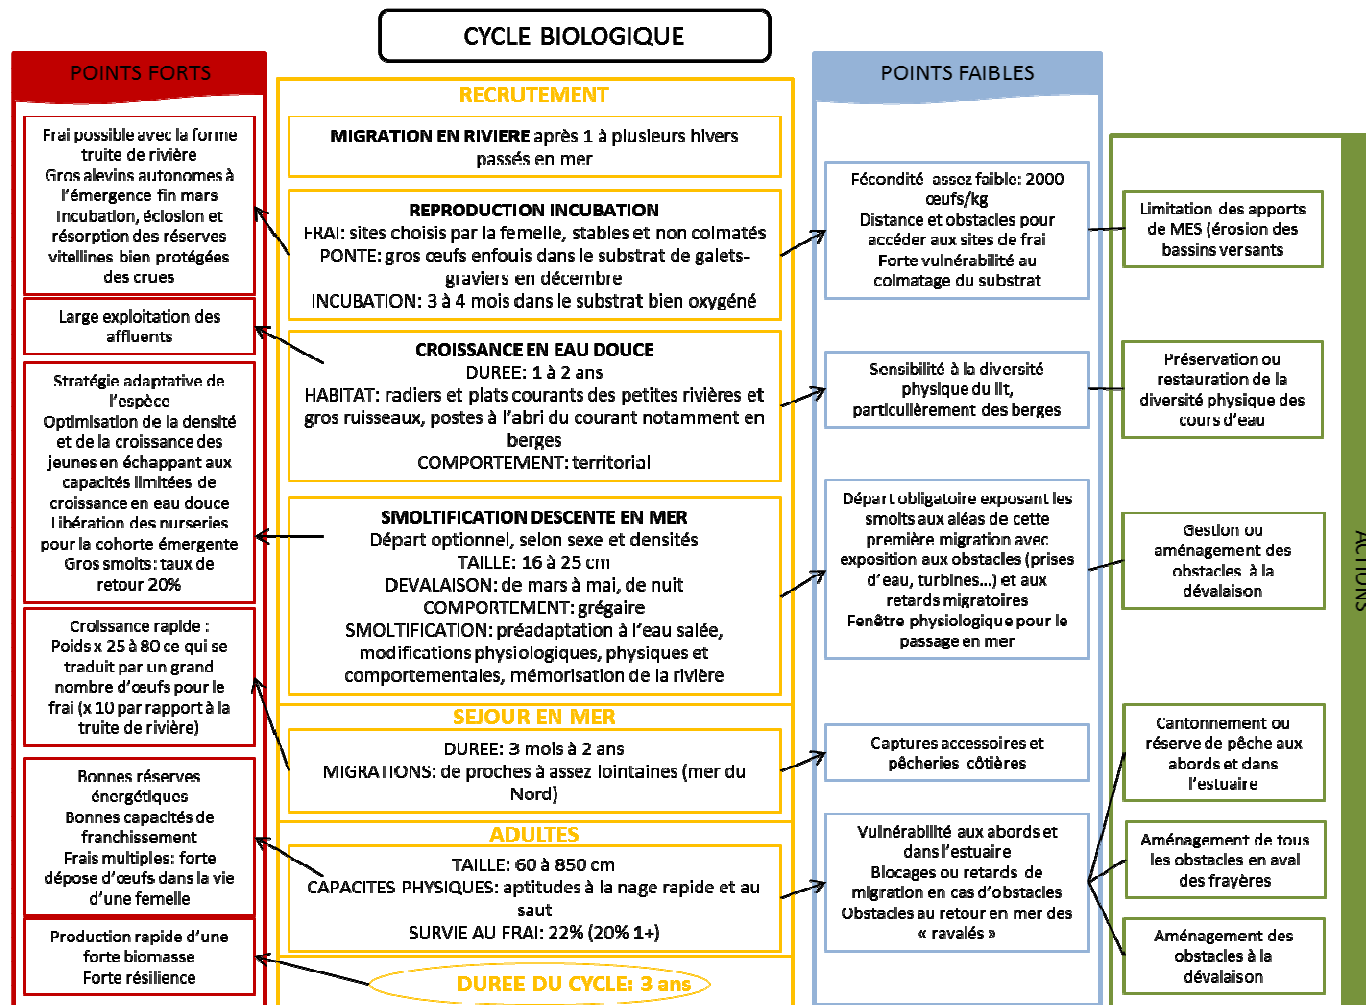 CYCLE BIOLOGIQUE
POINTS FORTS
Frai possible avec la forme
truite de rivière
Gros alevins autonomes à
l'émergence fin mars
Incubation, éclosion et
résorption des réserves
vitellines bien protégées
des crues
Large exploitation des
affluents
Stratégie adaptative de
l'espèce
Optimisation de la densité
et de la croissance des
jeunes en échappant aux
capacités limitées de
croissance en eau douce
Libération des nurseries
pour la cohorte émergente
Gros smolts: taux de
retour 20%
Croissance rapide :
Poids x 25 à 80 ce qui se
traduit par un grand
nombre d'œufs pour le
frai (x 10 par rapport à la
truite de rivière)
Bonnes réserves
énergétiques
Bonnes capacités de
franchissement
Frais multiples: forte
dépose d'œufs dans la vie
d'une femelle
Production rapide d'une
forte biomasse
Forte résilience
RECRUTEMENT
MIGRATION EN RIVIERE après 1 à plusieurs hivers
passés en mer
REPRODUCTION INCUBATION
FRAI: sites choisis par la femelle, stables et non colmatés
PONTE: gros œufs enfouis dans le substrat de galets-
graviers en décembre
INCUBATION: 3 à 4 mois dans le substrat bien oxygéné
CROISSANCE EN EAU DOUCE
DUREE: 1 à 2 ans
HABITAT: radiers et plats courants des petites rivières et
gros ruisseaux, postes à l'abri du courant notamment en
berges
COMPORTEMENT: territorial
SMOLTIFICATION DESCENTE EN MER
Départ optionnel, selon sexe et densités
TAILLE: 16 à 25 cm
DEVALAISON: de mars à mai, de nuit
COMPORTEMENT: grégaire
SMOLTIFICATION: préadaptation à l'eau salée,
modifications physiologiques, physiques et
comportementales, mémorisation de la rivière
SEJOUR EN MER
DUREE: 3 mois à 2 ans
MIGRATIONS: de proches à assez lointaines (mer du
Nord)
ADULTES
TAILLE: 60 à 850 cm
CAPACITES PHYSIQUES: aptitudes à la nage rapide et au
saut
SURVIE AU FRAI: 22% (20% 1+)
DUREE DU CYCLE: 3 ans
POINTS FAIBLES
Fécondité assez faible: 2000
œufs/kg
Distance et obstacles pour
accéder aux sites de frai
Forte vulnérabilité au
colmatage du substrat
Sensibilité à la diversité
physique du lit,
particulièrement des berges
Départ obligatoire exposant les
smolts aux aléas de cette
première migration avec
exposition aux obstacles (prises
d'eau, turbines...) et aux
retards migratoires
Fenêtre physiologique pour le
passage en mer
Captures accessoires et
pêcheries côtières
Vulnérabilité aux abords et
dans l'estuaire
Blocages ou retards de
migration en cas d'obstacles
Obstacles au retour en mer des
« ravalés »
Limitation des apports
de MES (érosion des
bassins versants
Préservation ou
restauration de la
diversité physique des
cours d'eau
Gestion ou
aménagement des
obstacles à la
dévalaison
Cantonnement ou
réserve de pêche aux
abords et dans
l'estuaire
Aménagement de tous
les obstacles en aval
des frayères
Aménagement des
obstacles à la
dévalaison
ACTIONS